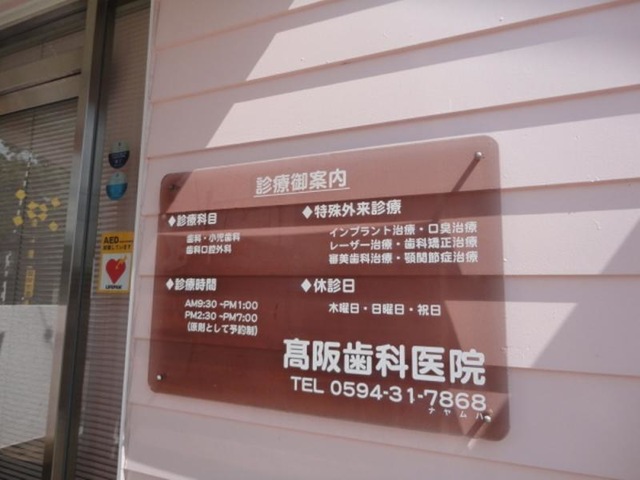 診療御案内
◆診療科目
歯科・小児歯科
歯科口腔外科
◆特殊外来診療
インプラント治療・口臭治療
レーザー治療・歯科矯正治療
審美歯科治療・顎関節症治療
◆診療時間
AM9:30~PM1:00
PM2:30~PM7:00
(原則として予約制)
◆休診日
木曜日・日曜日・祝日
髙阪歯科医院
TEL 0594-31-7868
ナヤムハ
AED